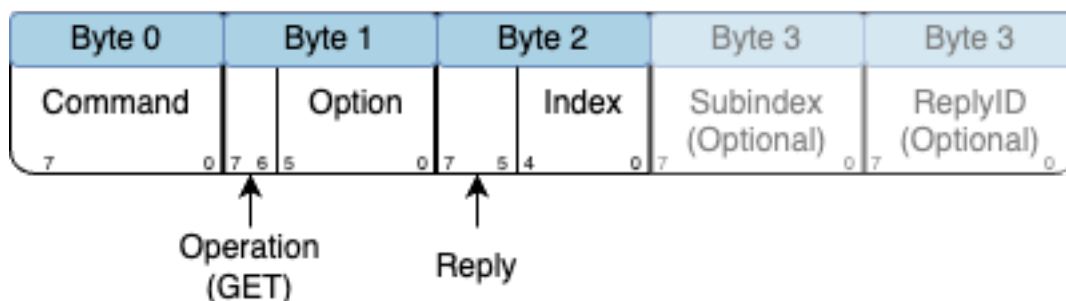 Byte 0 Byte 1 Byte 2 Byte 3 Byte 3
Command Option Index Subindex (Optional) ReplyID (Optional)
7 0 7 6 5 0 7 5 4 0 7 0 7 0
Operation (GET) Reply